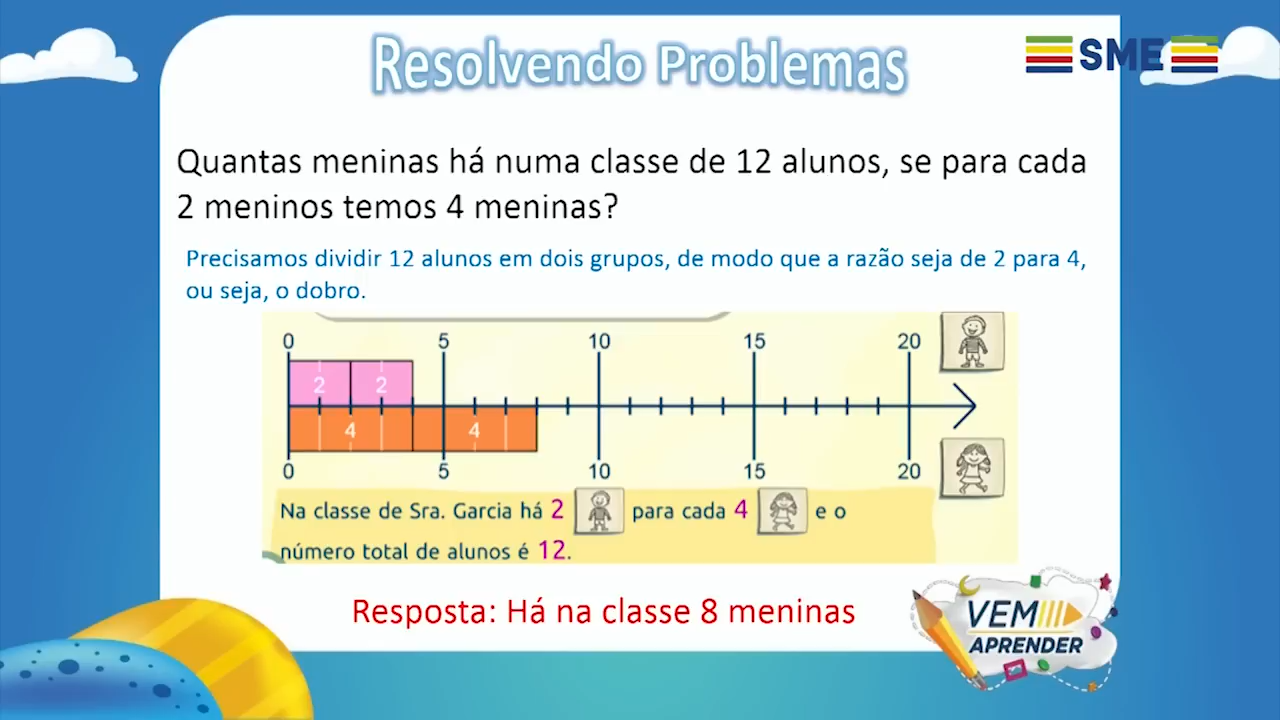 Resolvendo Problemas
SME
Quantas meninas há numa classe de 12 alunos, se para cada
2 meninos temos 4 meninas?
Precisamos dividir 12 alunos em dois grupos, de modo que a razão seja de 2 para 4,
ou seja, o dobro.
0 5 10 15 20
2 2
4 4
0 5 10 15 20
Na classe de Sra. Garcia há 2 para cada 4 e o
número total de alunos é 12.
Resposta: Há na classe 8 meninas
VEM
APRENDER